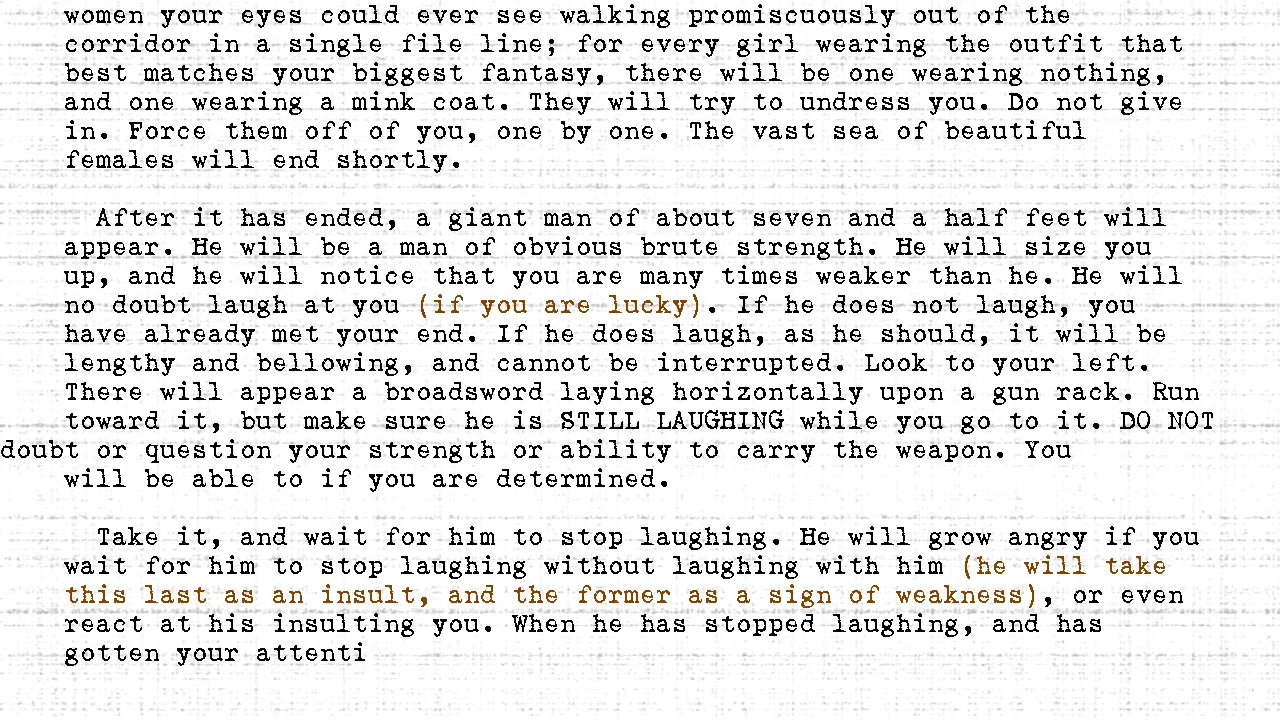 women your eyes could ever see walking promiscuously out of the
corridor in a single file line; for every girl wearing the outfit that
best matches your biggest fantasy, there will be one wearing nothing,
and one wearing a mink coat. They will try to undress you. Do not give
in. Force them off of you, one by one. The vast sea of beautiful
females will end shortly.
After it has ended, a giant man of about seven and a half feet will
appear. He will be a man of obvious brute strength. He will size you
up, and he will notice that you are many times weaker than he. He will
no doubt laugh at you (if you are lucky). If he does not laugh, you
have already met your end. If he does laugh, as he should, it will be
lengthy and bellowing, and cannot be interrupted. Look to your left.
There will appear a broadsword laying horizontally upon a gun rack. Run
toward it, but make sure he is STILL LAUGHING while you go to it. DO NOT
doubt or question your strength or ability to carry the weapon. You
will be able to if you are determined.
Take it, and wait for him to stop laughing. He will grow angry if you
wait for him to stop laughing without laughing with him (he will take
this last as an insult, and the former as a sign of weakness), or even
react at his insulting you. When he has stopped laughing, and has
gotten your attenti